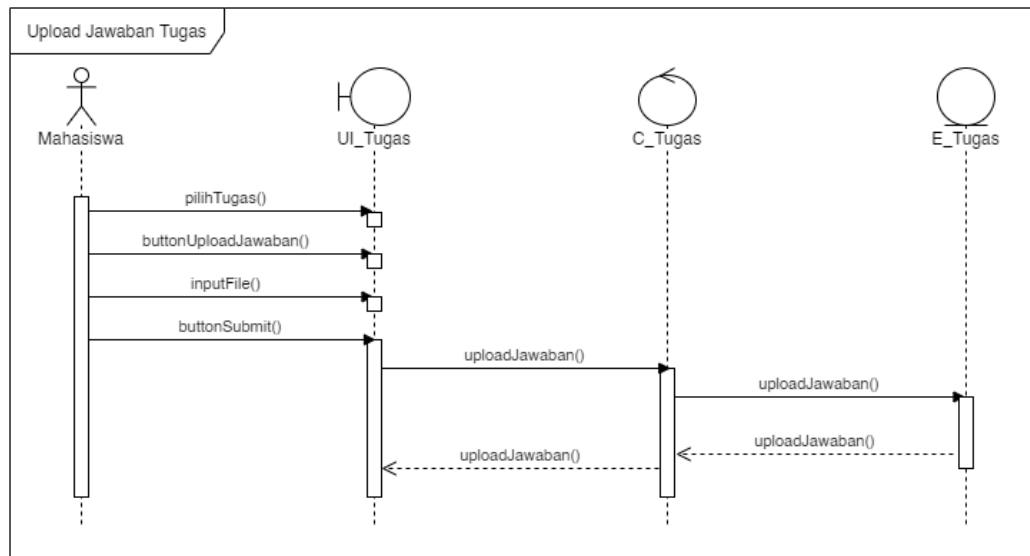 Upload Jawaban Tugas
Mahasiswa
UI_Tugas
C_Tugas
E_Tugas
pilihTugas()
buttonUploadJawaban()
inputFile()
buttonSubmit()
uploadJawaban()
uploadJawaban()
uploadJawaban()
uploadJawaban()